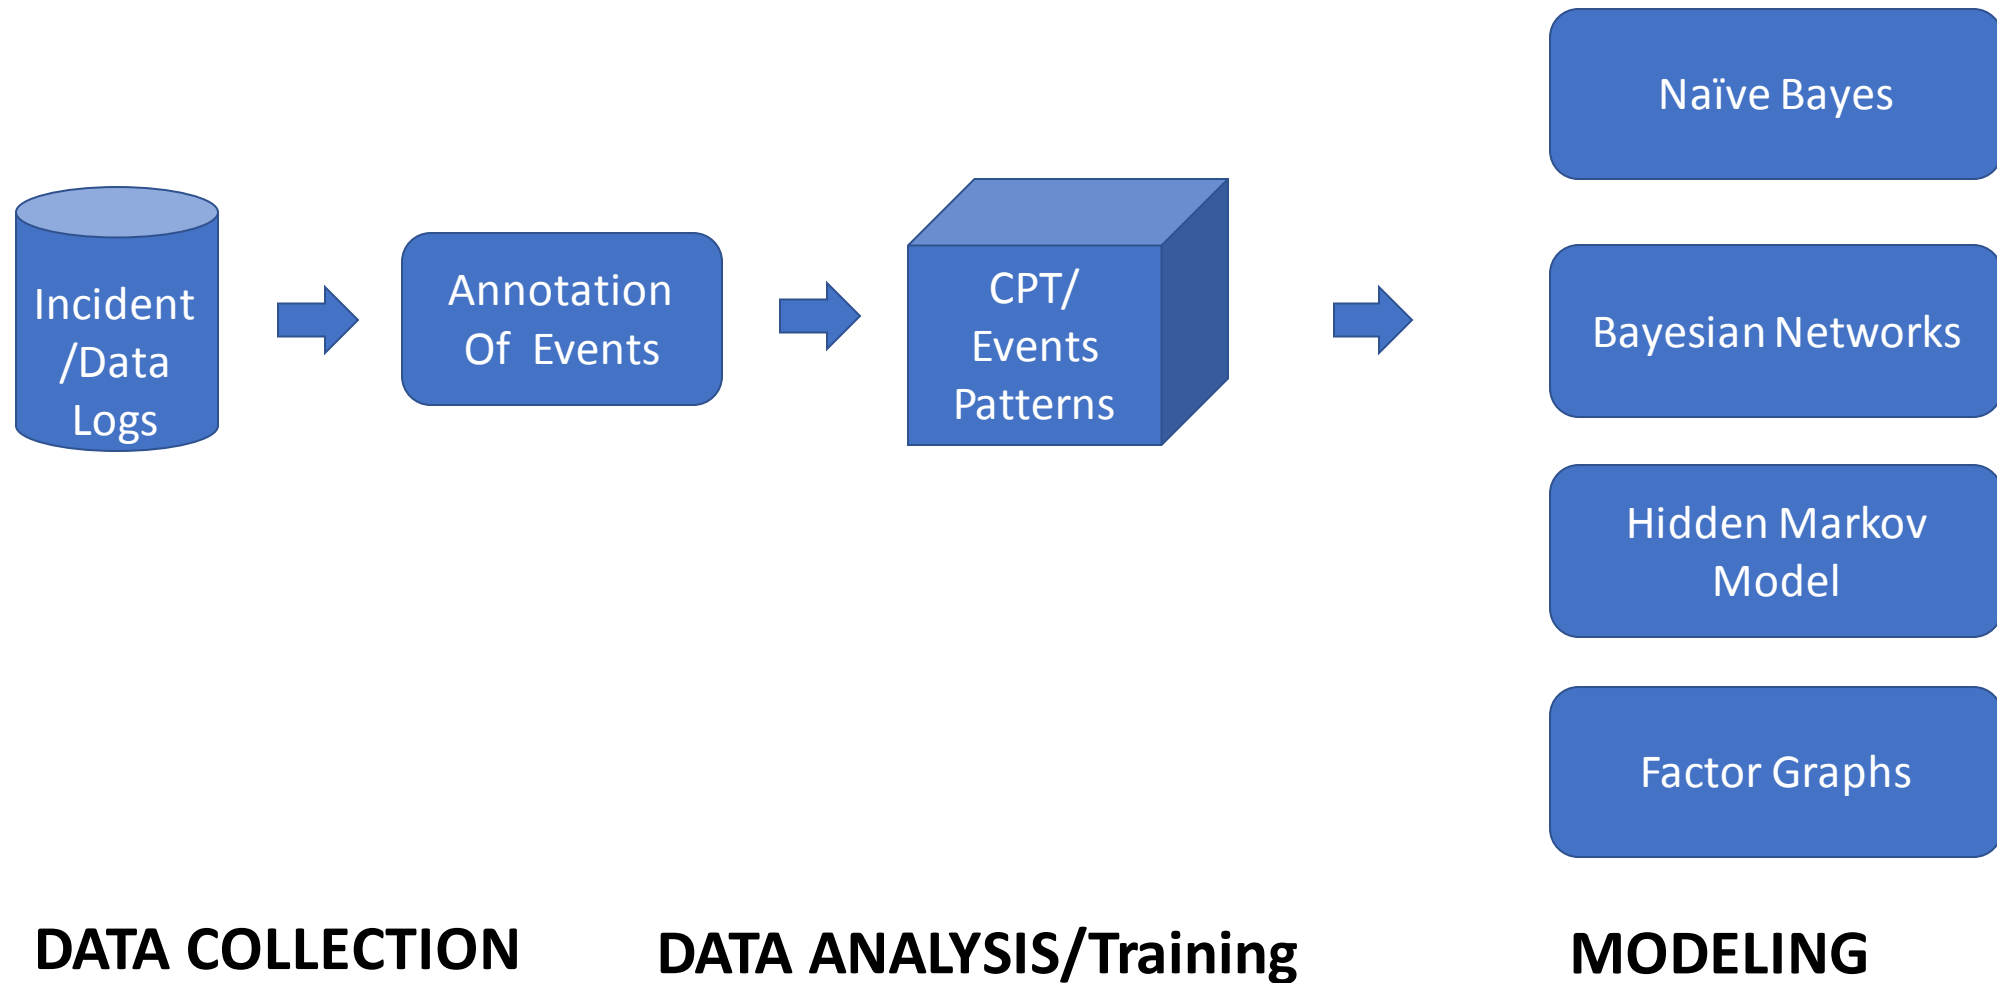 Incident
/Data
Logs
Annotation
Of Events
CPT/
Events
Patterns
Naïve Bayes
Bayesian Networks
Hidden Markov
Model
Factor Graphs
DATA COLLECTION
DATA ANALYSIS/Training
MODELING